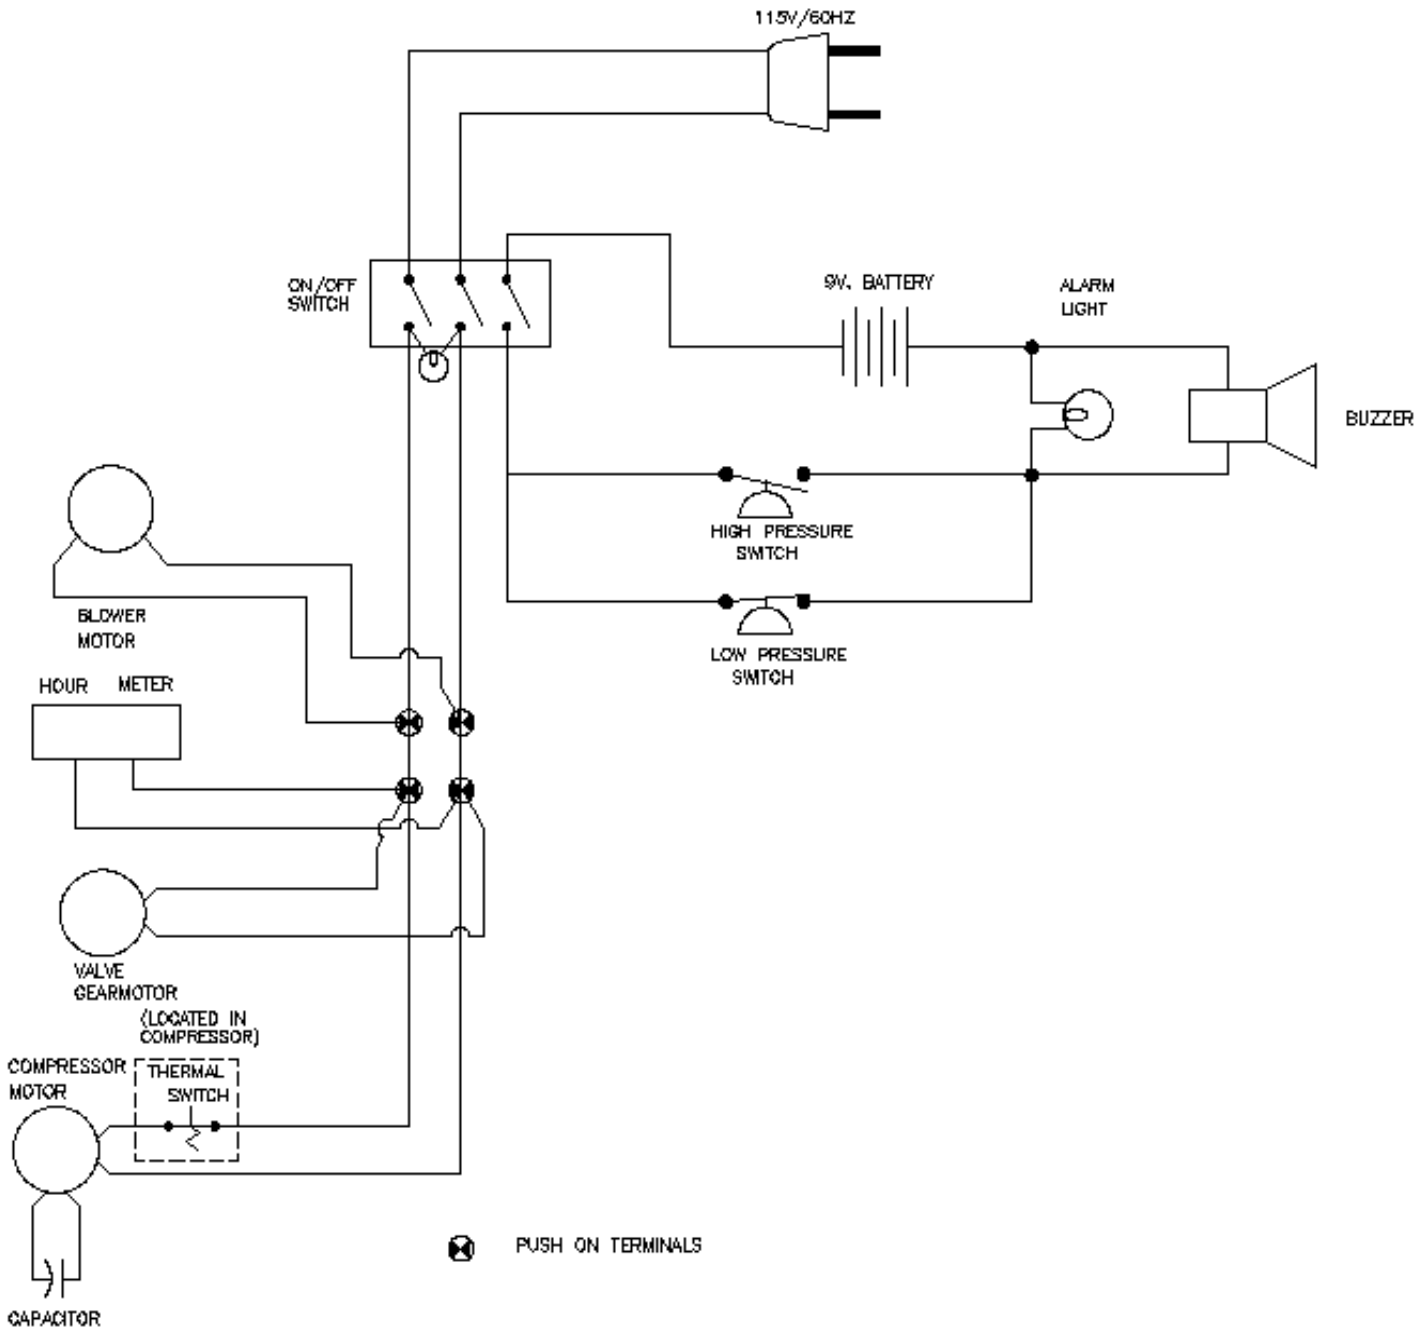 115V/60HZ
ON/OFF
SWITCH
9V. BATTERY
ALARM
LIGHT
BUZZER
HIGH PRESSURE
SWITCH
BLOWER
MOTOR
LOW PRESSURE
SWITCH
HOUR METER
VALVE
GEARMOTOR
(LOCATED IN
COMPRESSOR)
COMPRESSOR
MOTOR
THERMAL
SWITCH
PUSH ON TERMINALS
CAPACITOR